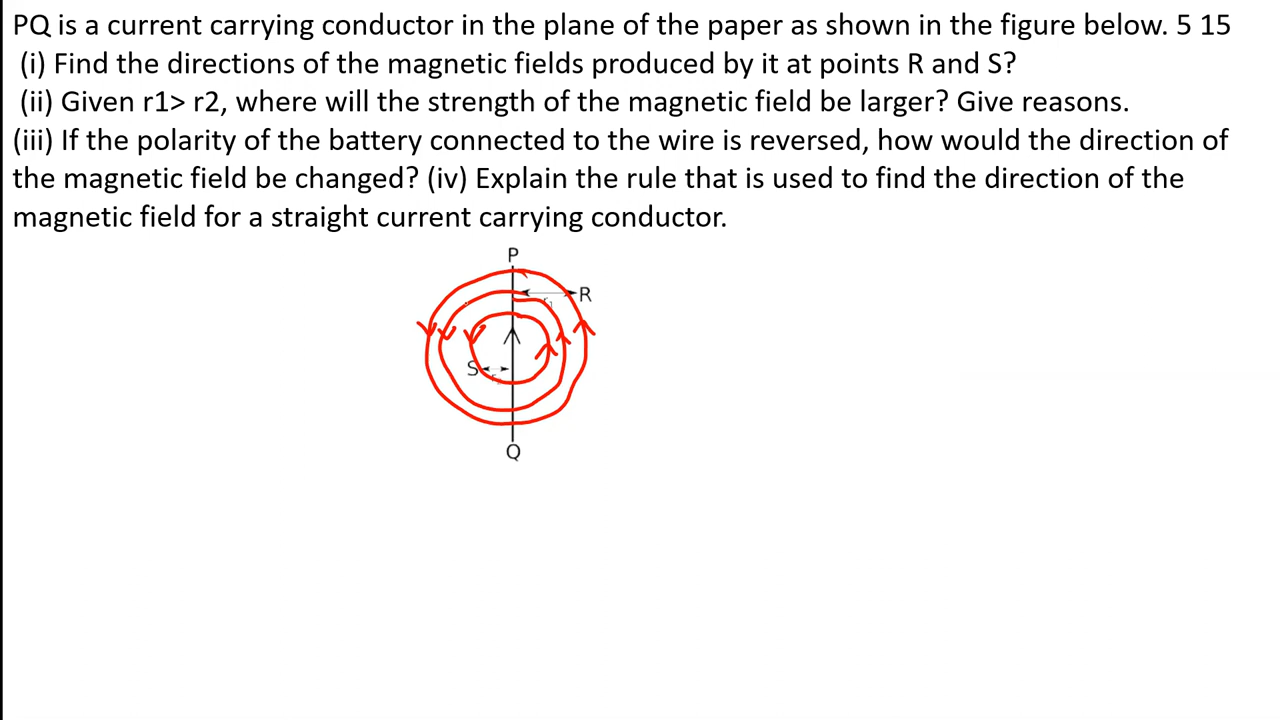 PQ is a current carrying conductor in the plane of the paper as shown in the figure below. 5 15
(i) Find the directions of the magnetic fields produced by it at points R and S?
(ii) Given r1> r2, where will the strength of the magnetic field be larger? Give reasons.
(iii) If the polarity of the battery connected to the wire is reversed, how would the direction of
the magnetic field be changed? (iv) Explain the rule that is used to find the direction of the
magnetic field for a straight current carrying conductor.
P
R
r1
S
Q